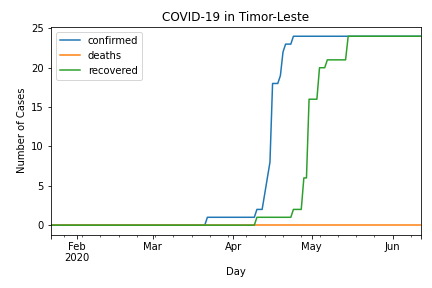 COVID-19 in Timor-Leste
confirmed
deaths
recovered
Number of Cases
25
20
15
10
5
0
Feb
2020
Mar
Apr
May
Jun
Day